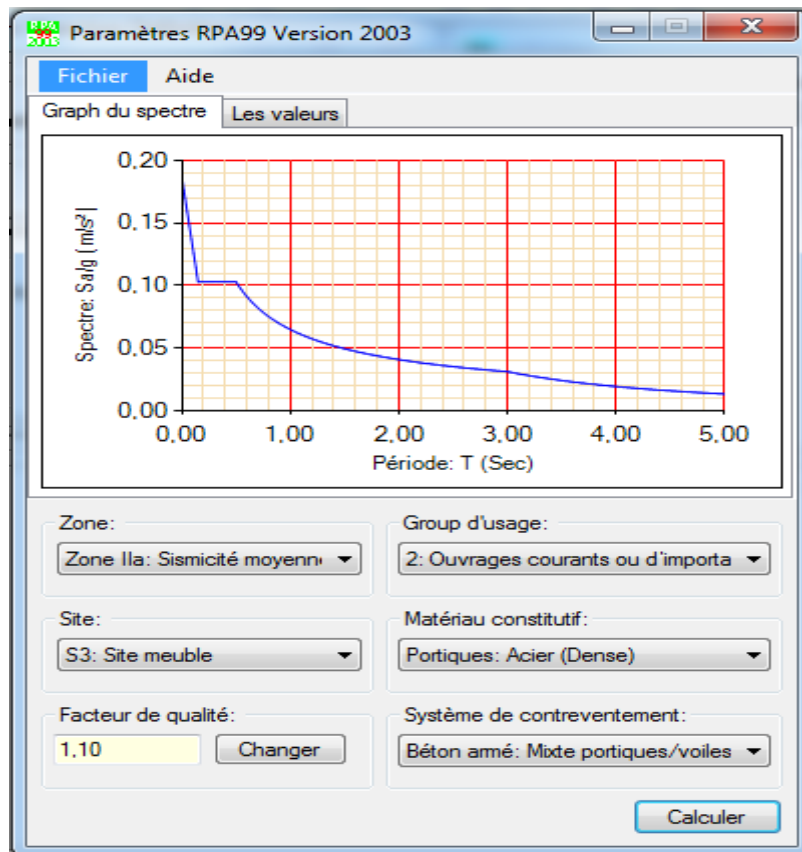 RPA
99
2003
Paramètres RPA99 Version 2003
Fichier Aide
Graph du spectre Les valeurs
Spectre: Sa/g (m/s²)
0,20
0,15
0,10
0,05
0,00
0,00 1,00 2,00 3,00 4,00 5,00
Période: T (Sec)
Zone: Group d'usage:
Zone IIa: Sismicité moyenn 2: Ouvrages courants ou d'importa
Site: Matériau constitutif:
S3: Site meuble Portiques: Acier (Dense)
Facteur de qualité: Système de contreventement:
1,10 Changer Béton armé: Mixte portiques/voiles
Calculer